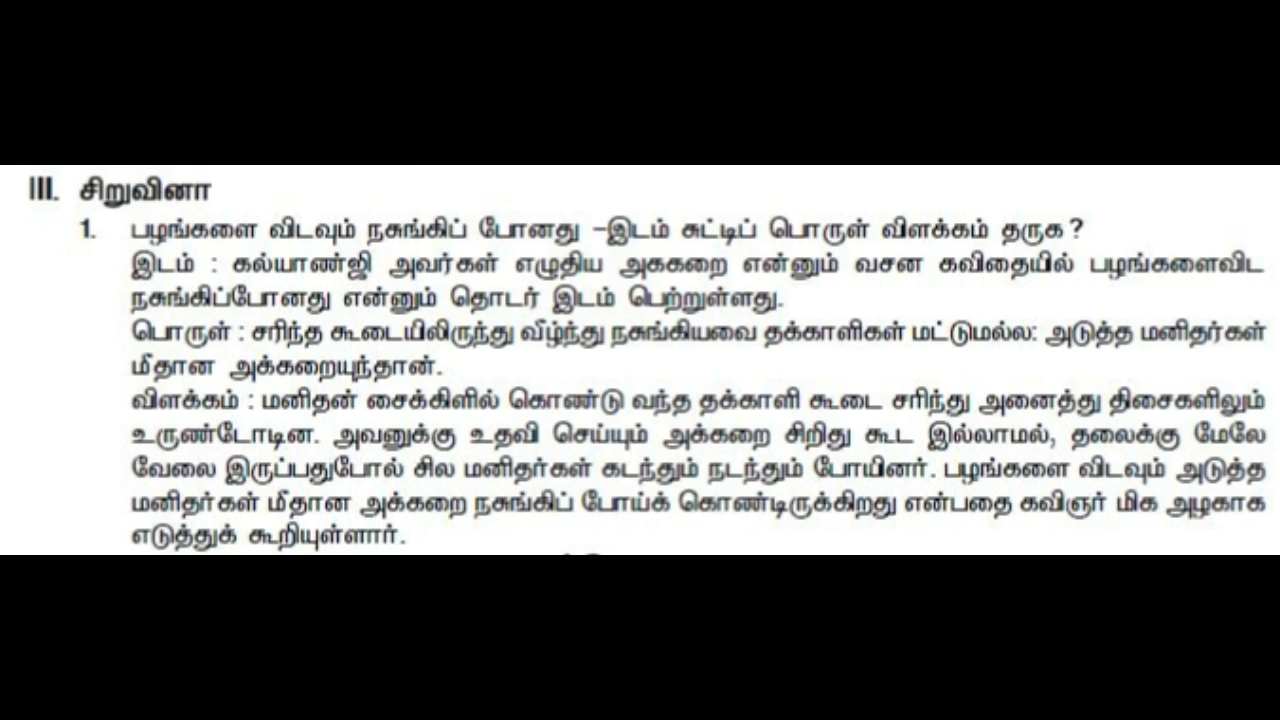 III. சிறுவினா
1. பழங்களை விடவும் நசுங்கிப் போனது –இடம் சுட்டிப் பொருள் விளக்கம் தருக ?
இடம் : கல்யாண்ஜி அவர்கள் எழுதிய அககறை என்னும் வசன கவிதையில் பழங்களைவிட
நசுங்கிப்போனது என்னும் தொடர் இடம் பெற்றுள்ளது.
பொருள் : சரிந்த கூடையிலிருந்து வீழ்ந்து நசுங்கியவை தக்காளிகள் மட்டுமல்ல: அடுத்த மனிதர்கள்
மீதான அக்கறையுந்தான்.
விளக்கம் : மனிதன் சைக்கிளில் கொண்டு வந்த தக்காளி கூடை சரிந்து அனைத்து திசைகளிலும்
உருண்டோடின. அவனுக்கு உதவி செய்யும் அக்கறை சிறிது கூட இல்லாமல், தலைக்கு மேலே
வேலை இருப்பதுபோல் சில மனிதர்கள் கடந்தும் நடந்தும் போயினர். பழங்களை விடவும் அடுத்த
மனிதர்கள் மீதான அக்கறை நசுங்கிப் போய்க் கொண்டிருக்கிறது என்பதை கவிஞர் மிக அழகாக
எடுத்துக் கூறியுள்ளார்.